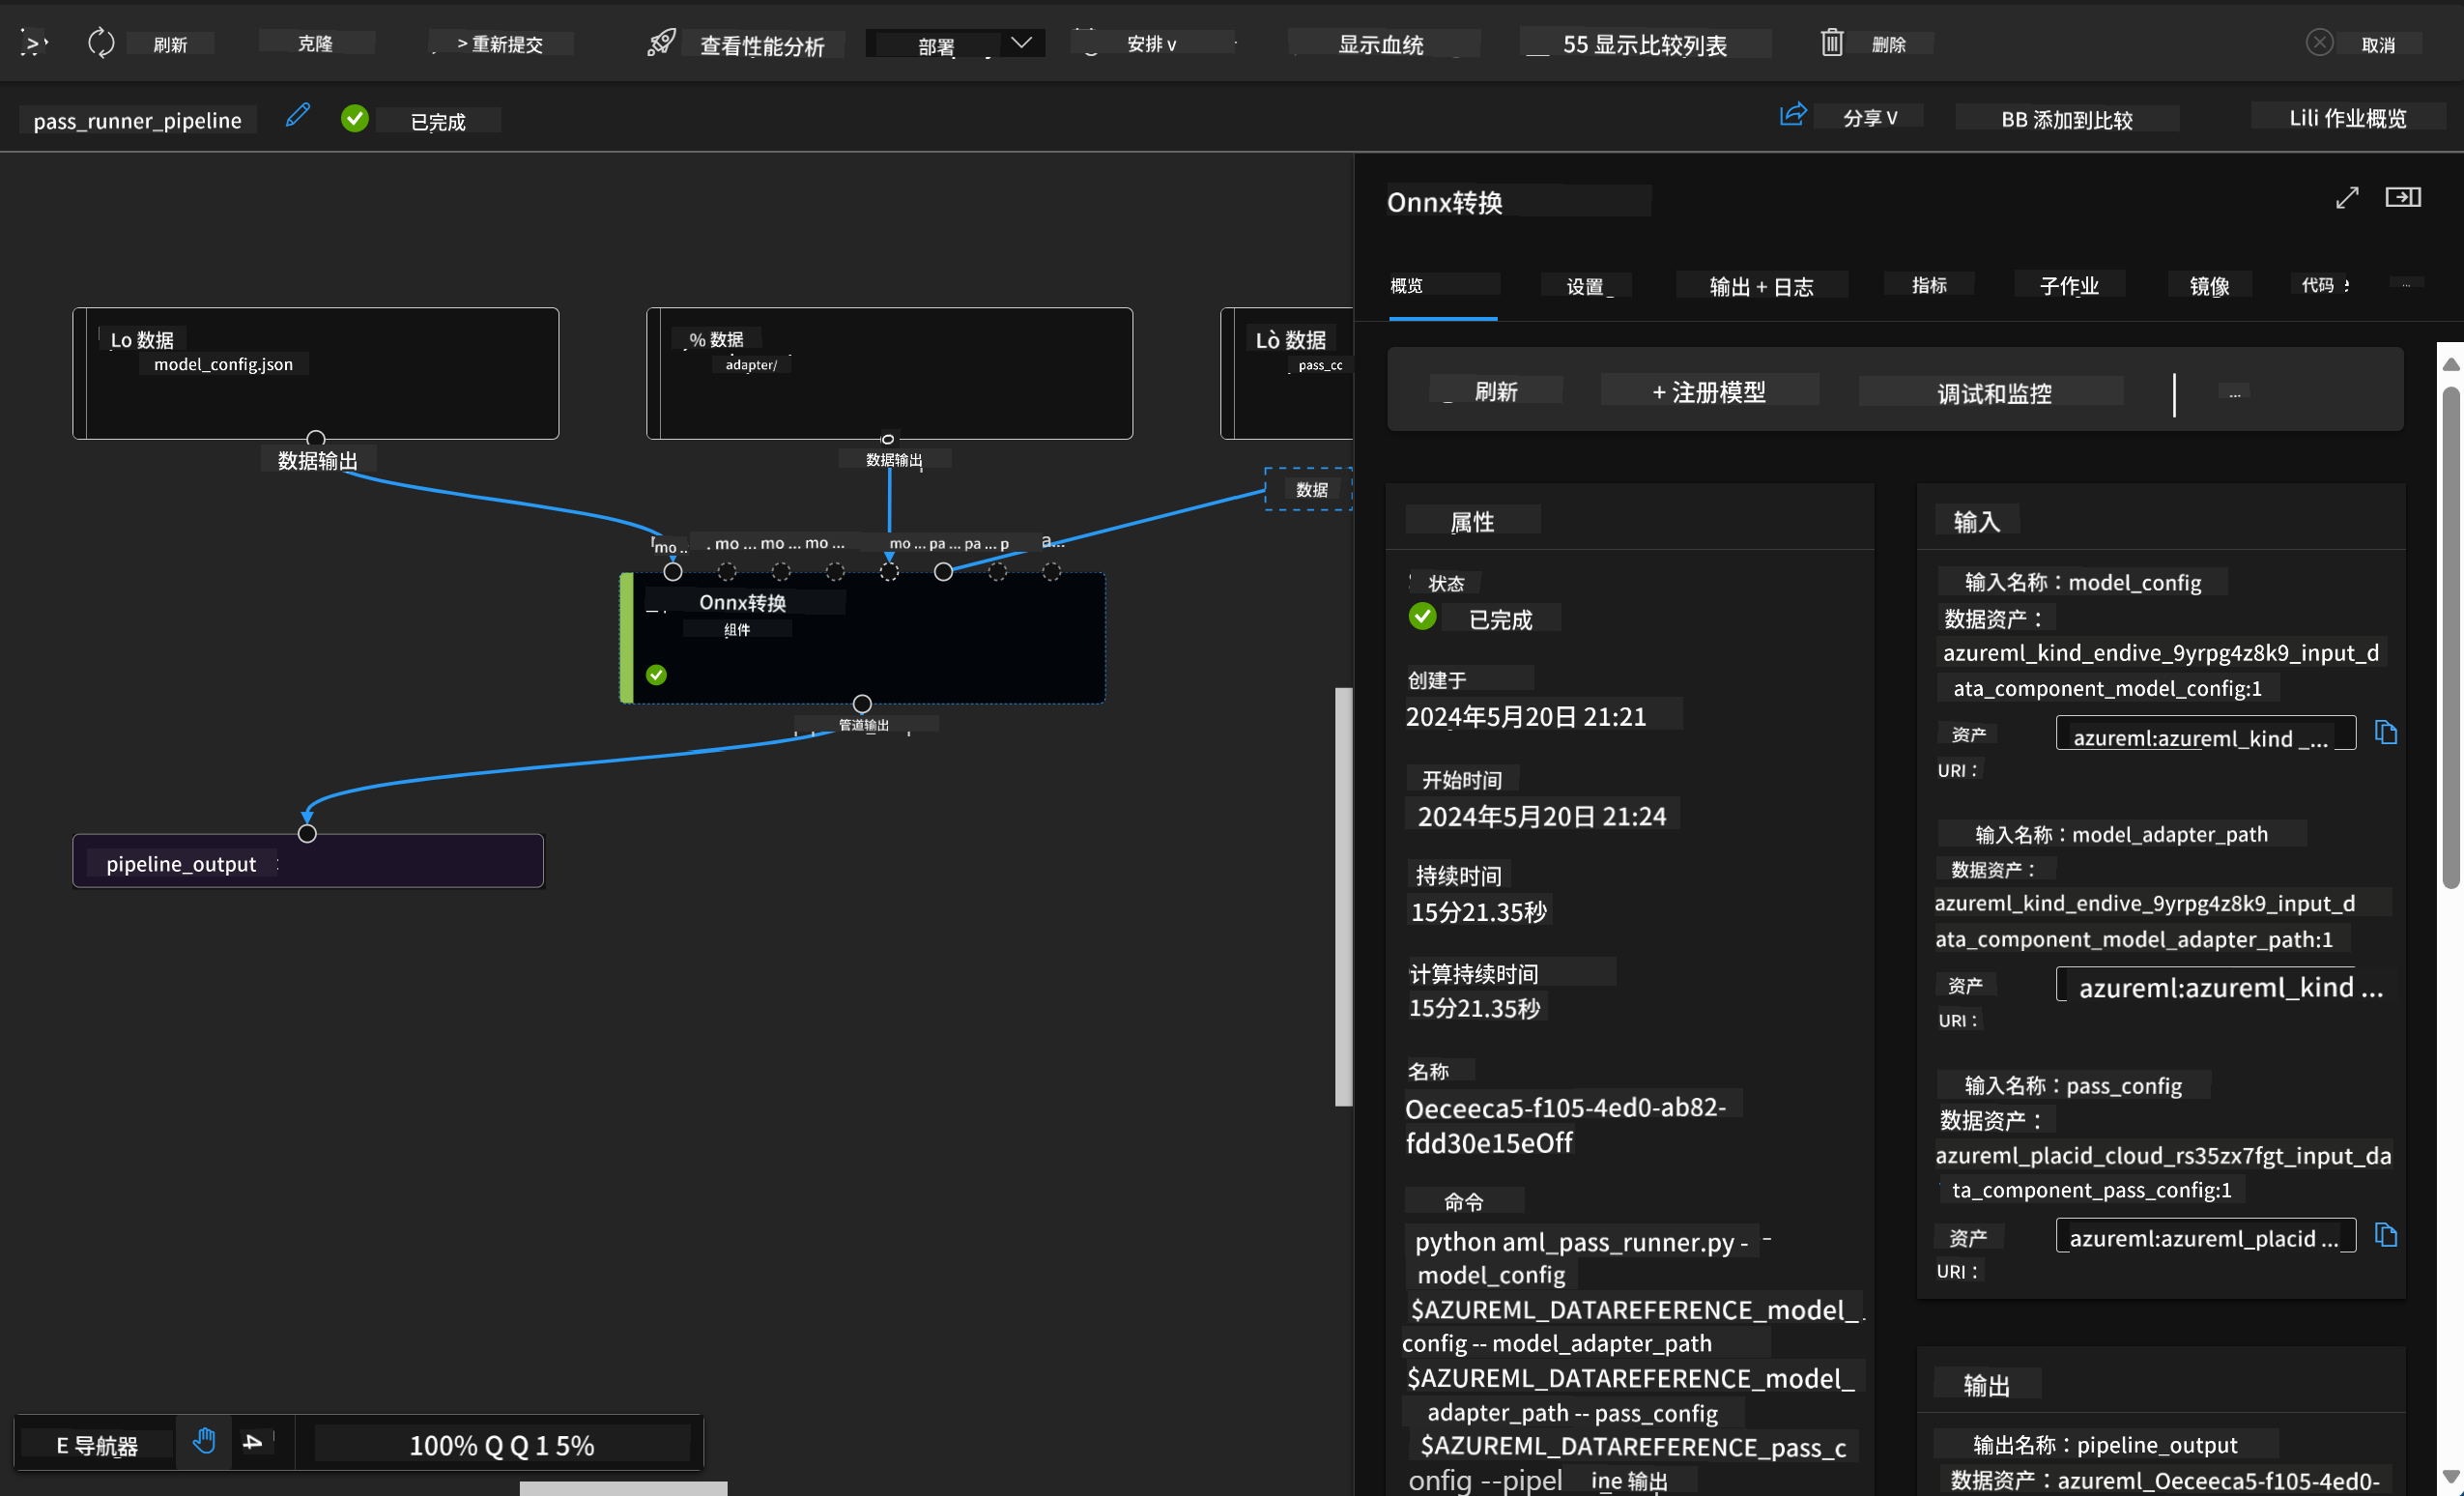 刷新
克隆
> 重新提交
查看性能分析
部署
安排 v
显示血统
55 显示比较列表
删除
取消
pass_runner_pipeline
已完成
分享 V
BB 添加到比较
Lili 作业概览
Lo 数据
model_config.json
数据输出
% 数据
adapter/
数据输出
Lò 数据
pass_cc
数据
mo ..
mo ... mo ... mo ...
mo ... pa ... pa ... p
a...
Onnx转换
组件
管道输出
pipeline_output
E 导航器
100% Q Q 1 5%
Onnx转换
概览
设置
输出 + 日志
指标
子作业
镜像
代码
...
刷新
+ 注册模型
调试和监控
...
属性
状态
已完成
创建于
2024年5月20日 21:21
开始时间
2024年5月20日 21:24
持续时间
15分21.35秒
计算持续时间
15分21.35秒
名称
Oeceeca5-f105-4ed0-ab82-
fdd30e15eOff
命令
python aml_pass_runner.py - -
model_config
$AZUREML_DATAREFERENCE_model_
config -- model_adapter_path
$AZUREML_DATAREFERENCE_model_
adapter_path -- pass_config
$AZUREML_DATAREFERENCE_pass_c
onfig --pipel ine 输出
输入
输入名称：model_config
数据资产：
azureml_kind_endive_9yrpg4z8k9_input_d
ata_component_model_config:1
资产
azureml:azureml_kind _...
URI：
输入名称：model_adapter_path
数据资产：
azureml_kind_endive_9yrpg4z8k9_input_d
ata_component_model_adapter_path:1
资产
azureml:azureml_kind ...
URI：
输入名称：pass_config
数据资产：
azureml_placid_cloud_rs35zx7fgt_input_da
ta_component_pass_config:1
资产
azureml:azureml_placid ...
URI：
输出
输出名称：pipeline_output
数据资产：azureml_Oeceeca5-f105-4ed0-